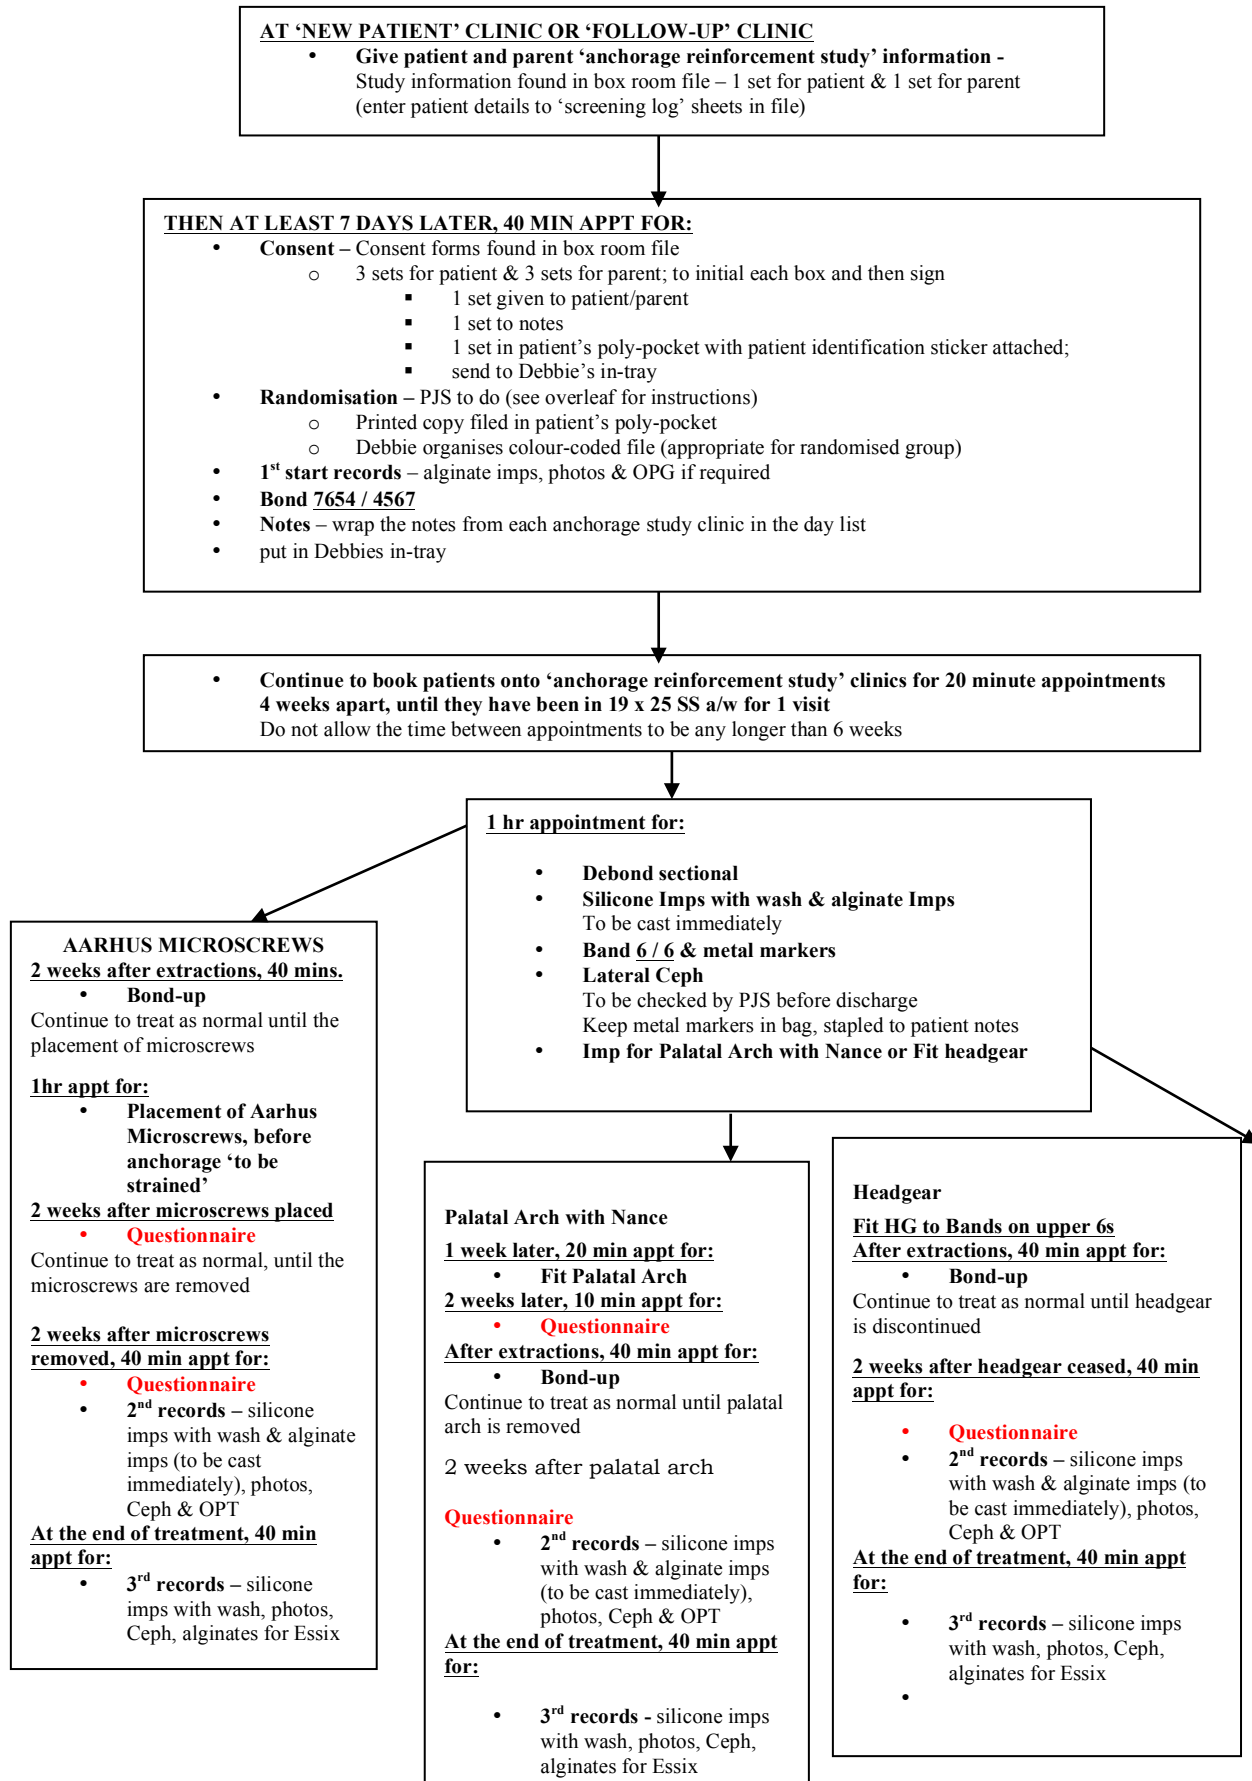 AT ‘NEW PATIENT’ CLINIC OR ‘FOLLOW-UP’ CLINIC
• Give patient and parent ‘anchorage reinforcement study’ information -
Study information found in box room file – 1 set for patient & 1 set for parent
(enter patient details to ‘screening log’ sheets in file)
THEN AT LEAST 7 DAYS LATER, 40 MIN APPT FOR:
• Consent – Consent forms found in box room file
o 3 sets for patient & 3 sets for parent; to initial each box and then sign
▪ 1 set given to patient/parent
▪ 1 set to notes
▪ 1 set in patient’s poly-pocket with patient identification sticker attached;
▪ send to Debbie’s in-tray
• Randomisation – PJS to do (see overleaf for instructions)
o Printed copy filed in patient’s poly-pocket
o Debbie organises colour-coded file (appropriate for randomised group)
• 1st start records – alginate imps, photos & OPG if required
• Bond 7654 / 4567
• Notes – wrap the notes from each anchorage study clinic in the day list
• put in Debbies in-tray
• Continue to book patients onto ‘anchorage reinforcement study’ clinics for 20 minute appointments
4 weeks apart, until they have been in 19 x 25 SS a/w for 1 visit
Do not allow the time between appointments to be any longer than 6 weeks
1 hr appointment for:
• Debond sectional
• Silicone Imps with wash & alginate Imps
To be cast immediately
• Band 6 / 6 & metal markers
• Lateral Ceph
To be checked by PJS before discharge
Keep metal markers in bag, stapled to patient notes
• Imp for Palatal Arch with Nance or Fit headgear
AARHUS MICROSCREWS
2 weeks after extractions, 40 mins.
• Bond-up
Continue to treat as normal until the
placement of microscrews
1hr appt for:
• Placement of Aarhus
Microscrews, before
anchorage ‘to be
strained’
2 weeks after microscrews placed
• Questionnaire
Continue to treat as normal, until the
microscrews are removed
2 weeks after microscrews
removed, 40 min appt for:
• Questionnaire
• 2nd records – silicone
imps with wash & alginate
imps (to be cast
immediately), photos,
Ceph & OPT
At the end of treatment, 40 min
appt for:
• 3rd records – silicone
imps with wash, photos,
Ceph, alginates for Essix
Palatal Arch with Nance
1 week later, 20 min appt for:
• Fit Palatal Arch
2 weeks later, 10 min appt for:
• Questionnaire
After extractions, 40 min appt for:
• Bond-up
Continue to treat as normal until palatal
arch is removed
2 weeks after palatal arch
Questionnaire
• 2nd records – silicone imps
with wash & alginate imps
(to be cast immediately),
photos, Ceph & OPT
At the end of treatment, 40 min appt
for:
• 3rd records - silicone imps
with wash, photos, Ceph,
alginates for Essix
Headgear
Fit HG to Bands on upper 6s
After extractions, 40 min appt for:
• Bond-up
Continue to treat as normal until headgear
is discontinued
2 weeks after headgear ceased, 40 min
appt for:
• Questionnaire
• 2nd records – silicone imps
with wash & alginate imps (to
be cast immediately), photos,
Ceph & OPT
At the end of treatment, 40 min appt
for:
• 3rd records – silicone imps
with wash, photos, Ceph,
alginates for Essix
•